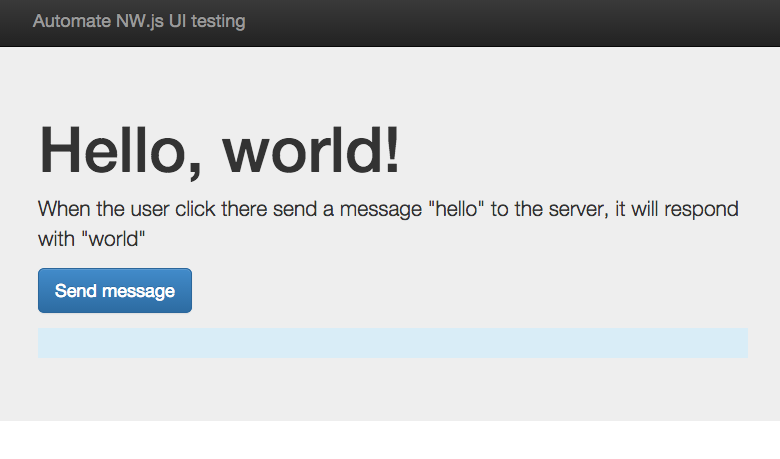 Automate NW.js UI testing
Hello, world!
When the user click there send a message "hello" to the server, it will respond
with "world"
Send message